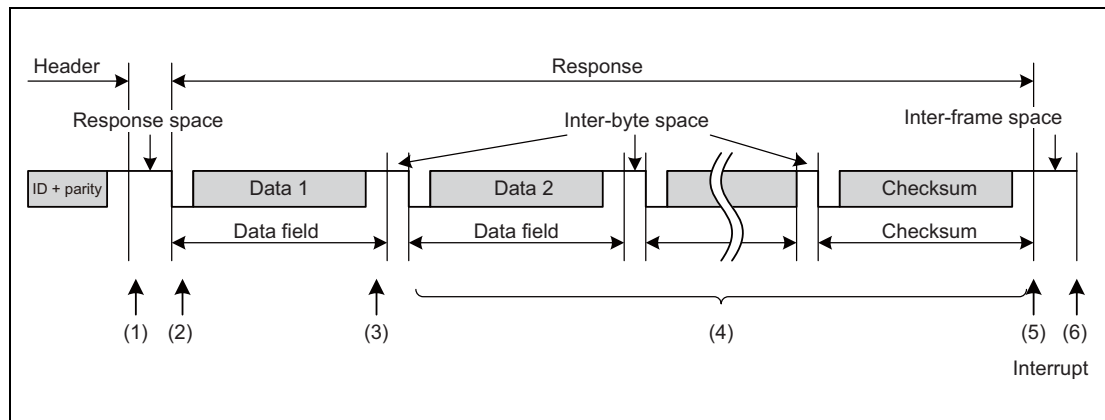 Header
Response
Response space
Inter-byte space
Inter-frame space
ID + parity
Data 1
Data 2
Checksum
Data field
Data field
Checksum
(1)
(2)
(3)
(4)
(5)
(6)
Interrupt